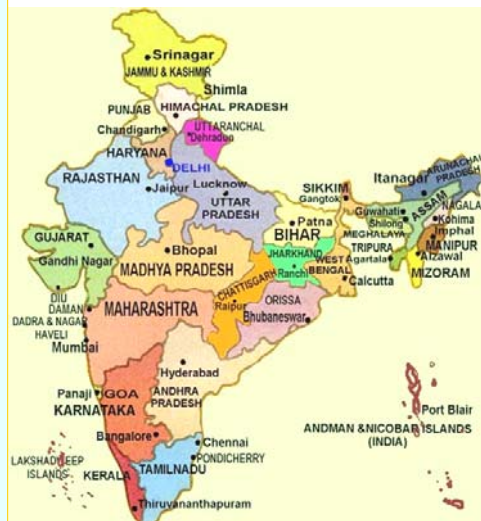 Srinagar
JAMMU & KASHMIR
Shimla
PUNJAB
HIMACHAL PRADESH
Chandigarh
UTTARANCHAL
Dehradun
HARYANA
DELHI
RAJASTHAN
Jaipur
Lucknow
UTTAR
PRADESH
SIKKIM
Gangtok
Itanagar
ARUNACHAL
PRADESH
ASSAM
Guwahati
Shilong
MEGHALAYA
NAGALA
Kohima
Imphal
MANIPUR
Aizawal
MIZORAM
TRIPURA
Agartala
Patna
BIHAR
JHARKHAND
Ranchi
WEST
BENGAL
Calcutta
GUJARAT
Gandhi Nagar
Bhopal
MADHYA PRADESH
CHATTISGARH
Raipur
ORISSA
Bhubaneswar
DIU
DAMAN
DADRA & NAGAR
HAVELI
MAHARASHTRA
Mumbai
Hyderabad
ANDHRA
PRADESH
Panaji
GOA
KARNATAKA
Bangalore
Chennai
PONDICHERRY
TAMILNADU
KERALA
Thiruvananthapuram
LAKSHADWEEP
ISLANDS
Port Blair
ANDMAN &NICOBAR ISLANDS
(INDIA)